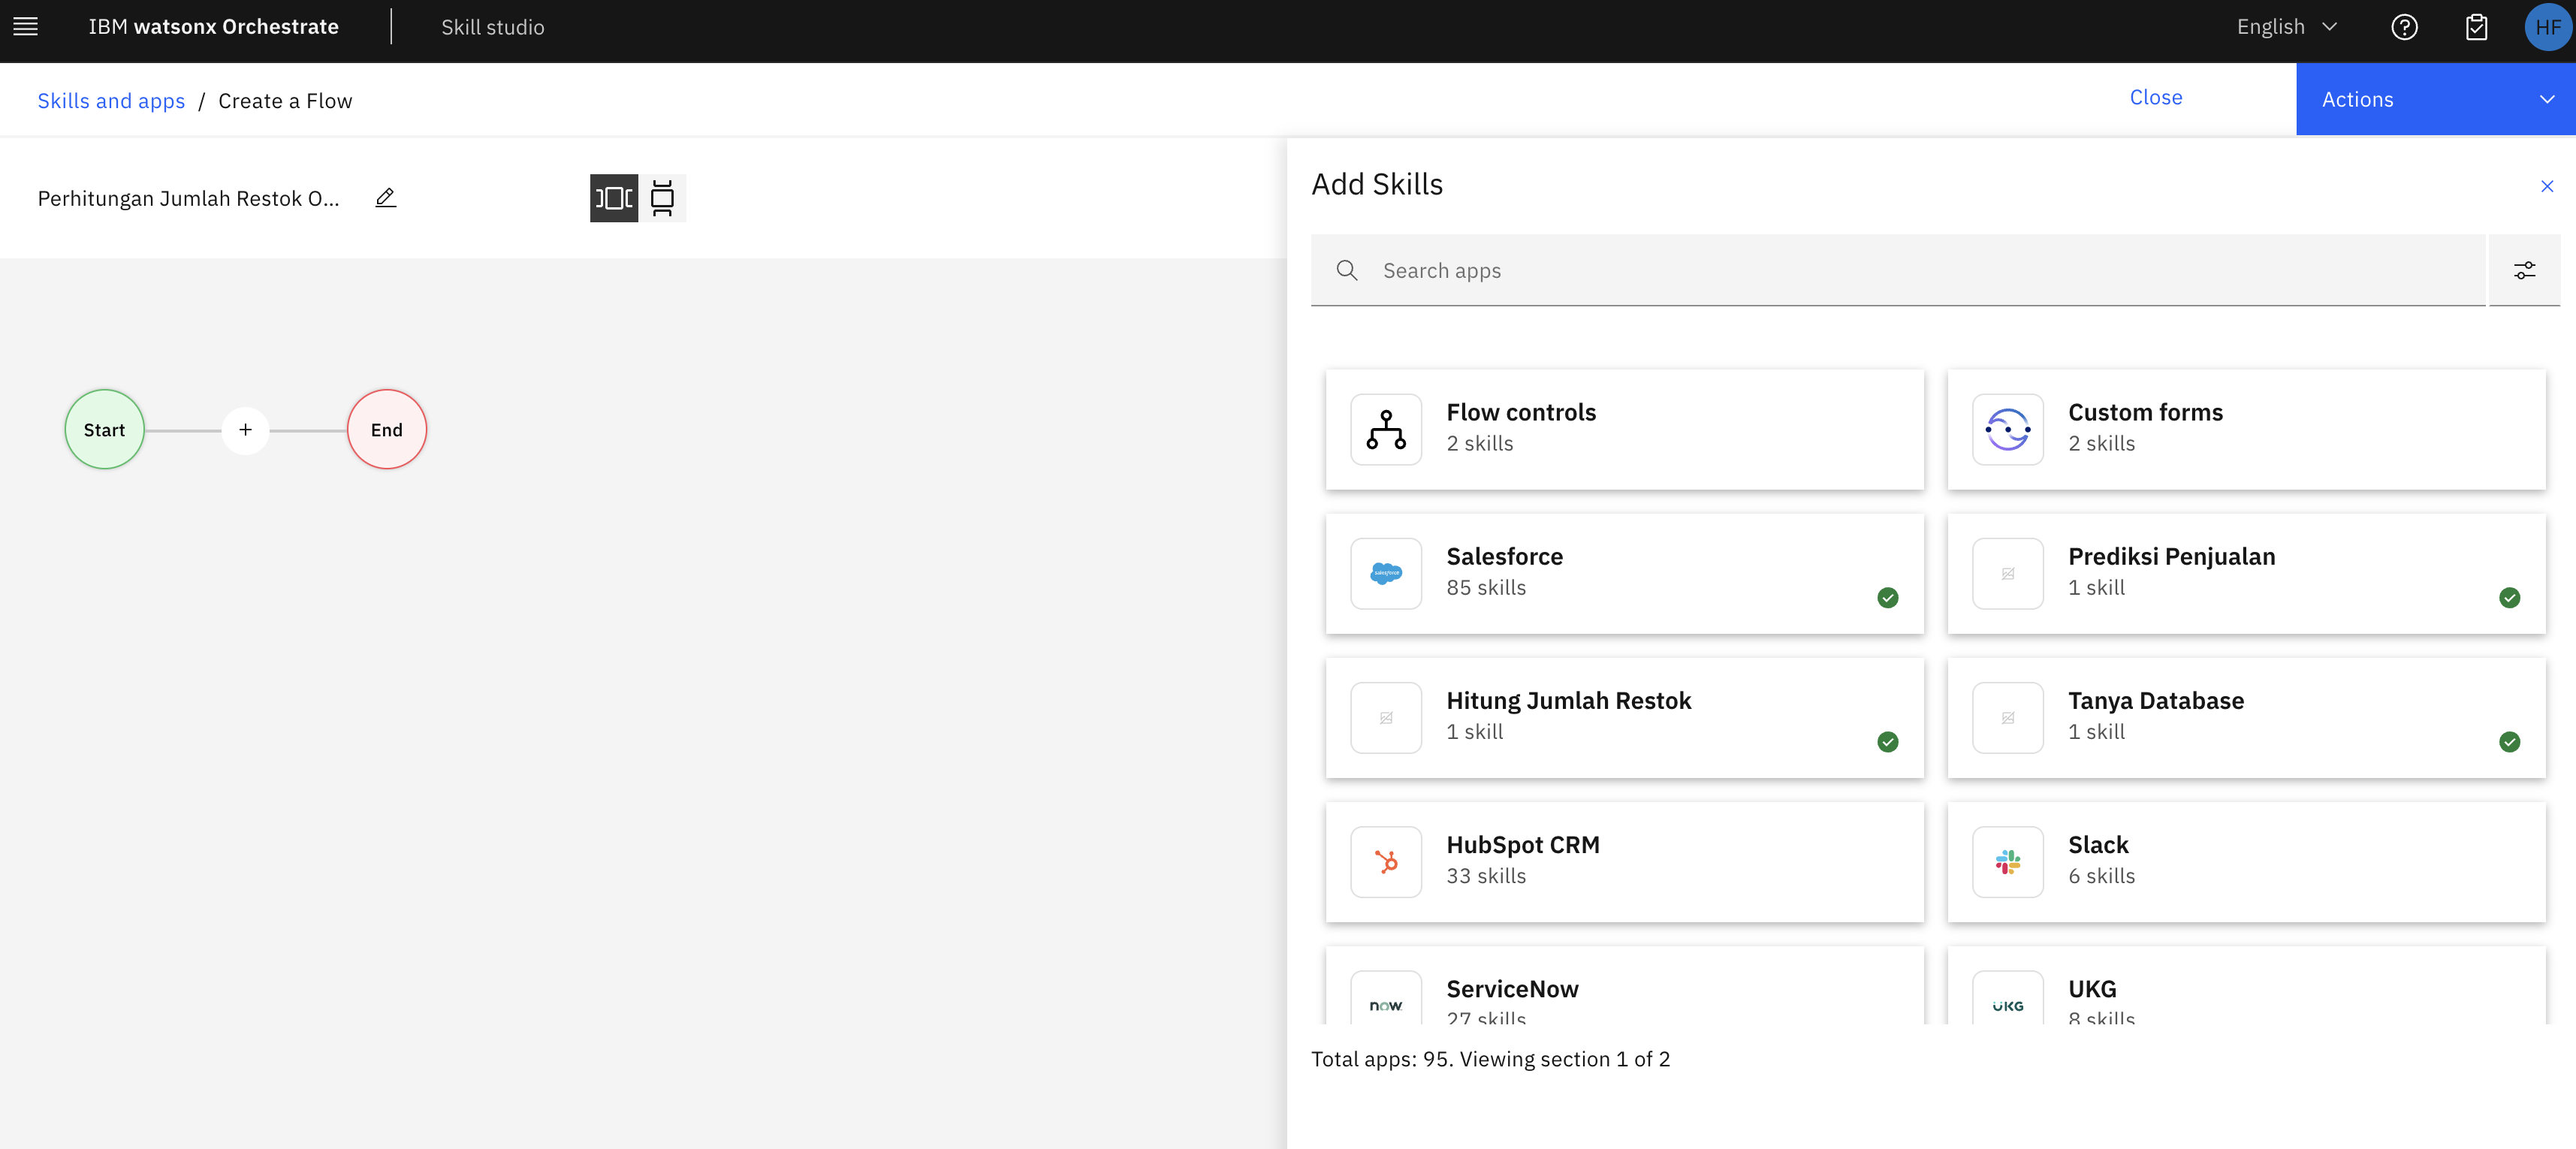 IBM watsonx Orchestrate
Skill studio
English
HF
Skills and apps / Create a Flow
Close
Actions
Perhitungan Jumlah Restok O...
Start
End
Add Skills
Search apps
Flow controls
2 skills
Custom forms
2 skills
Salesforce
85 skills
Prediksi Penjualan
1 skill
Hitung Jumlah Restok
1 skill
Tanya Database
1 skill
HubSpot CRM
33 skills
Slack
6 skills
now
ServiceNow
27 skills
UKG
UKG
8 skills
Total apps: 95. Viewing section 1 of 2